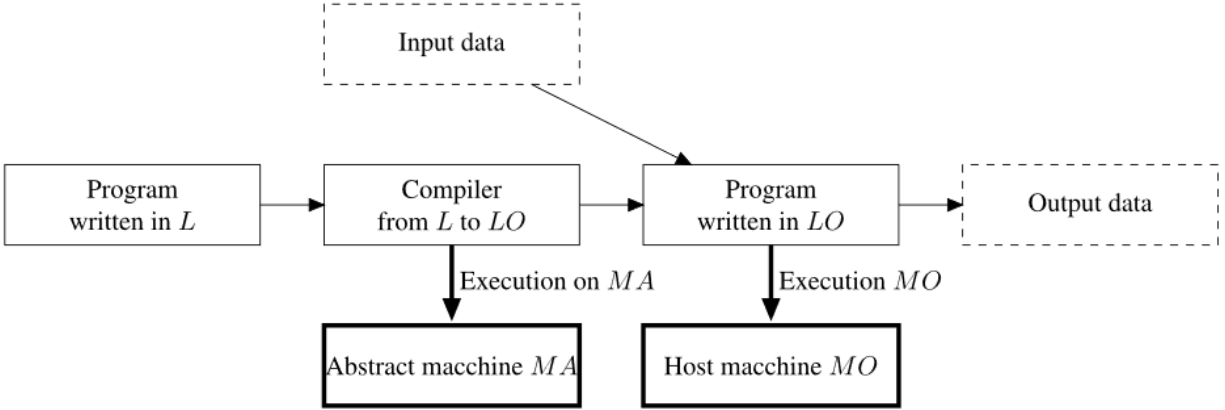 Input data
Program
written in L
Compiler
from L to LO
Program
written in LO
Output data
Execution on MA
Execution MO
Abstract macchine MA
Host macchine MO